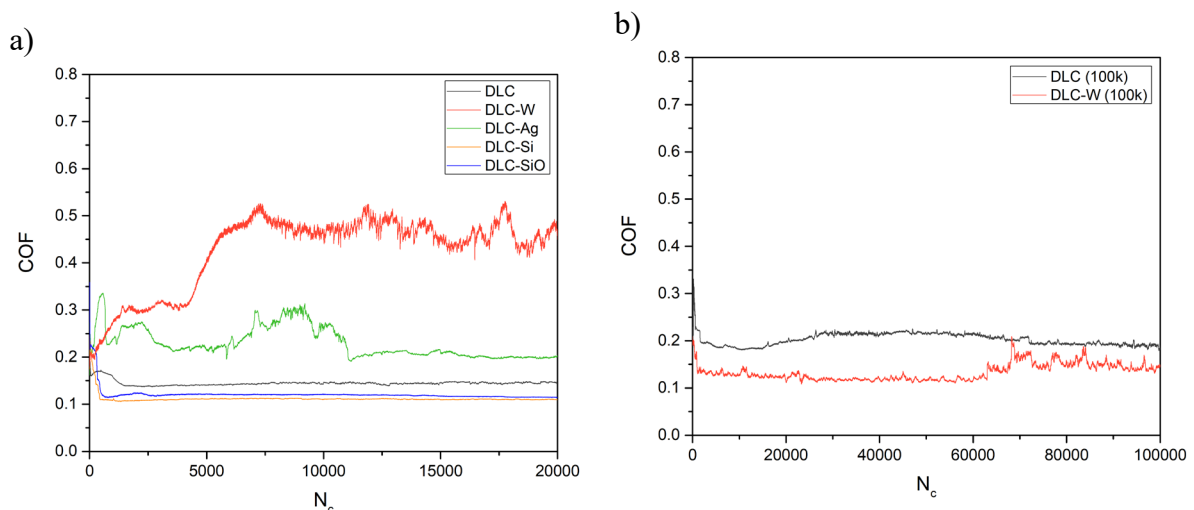 a)
0.8
0.7
0.6
0.5
0.4
0.3
0.2
0.1
0.0
COF
DLC
DLC-W
DLC-Ag
DLC-Si
DLC-SiO
0 5000 10000 15000 20000
Nc
b)
0.8
0.7
0.6
0.5
0.4
0.3
0.2
0.1
0.0
COF
DLC (100k)
DLC-W (100k)
0 20000 40000 60000 80000 100000
Nc